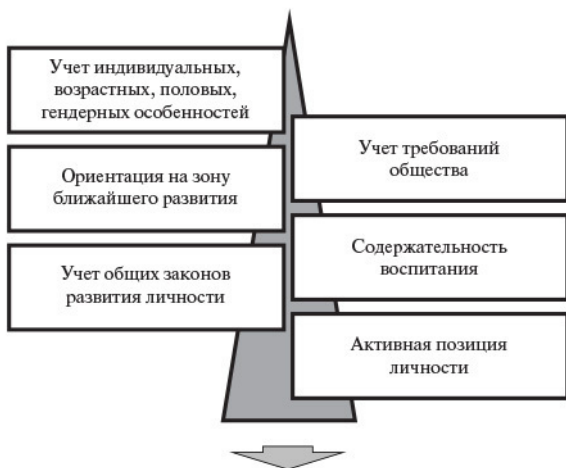 Учет индивидуальных,
возрастных, половых,
гендерных особенностей
Учет требований
общества
Ориентация на зону
ближайшего развития
Содержательность
воспитания
Учет общих законов
развития личности
Активная позиция
личности